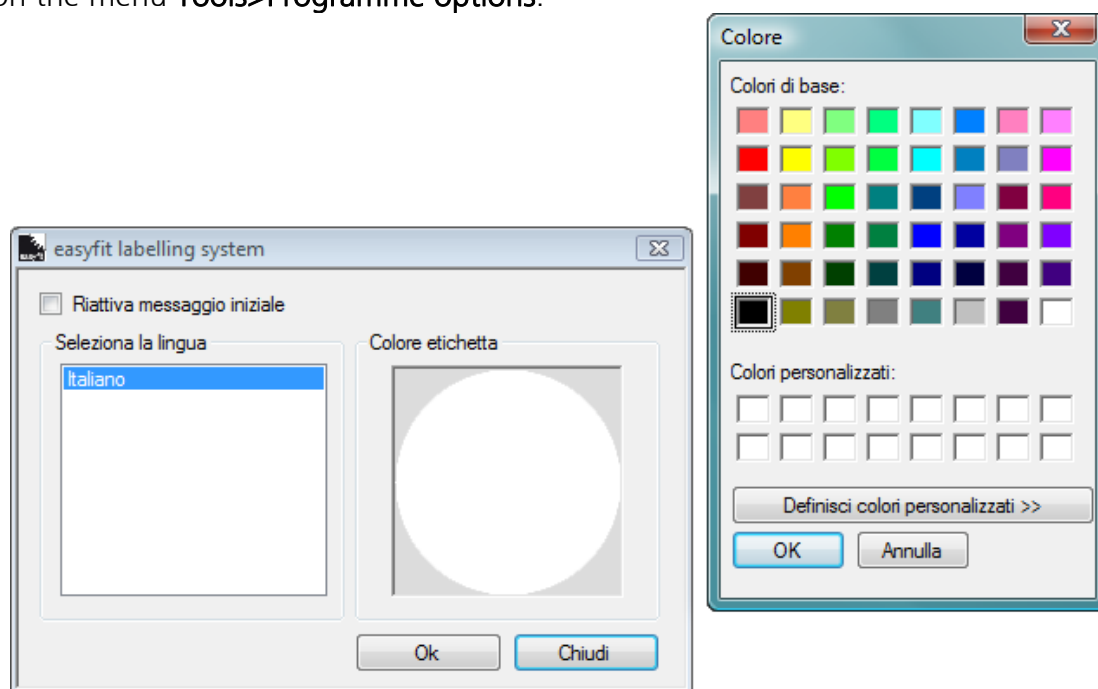 on the menu Tools>Programme options.
Colore
Colori di base:
Colori personalizzati:
Definisci colori personalizzati >>
OK Annulla
easyfit labelling system
Riattiva messaggio iniziale
Seleziona la lingua Colore etichetta
Italiano
Ok Chiudi